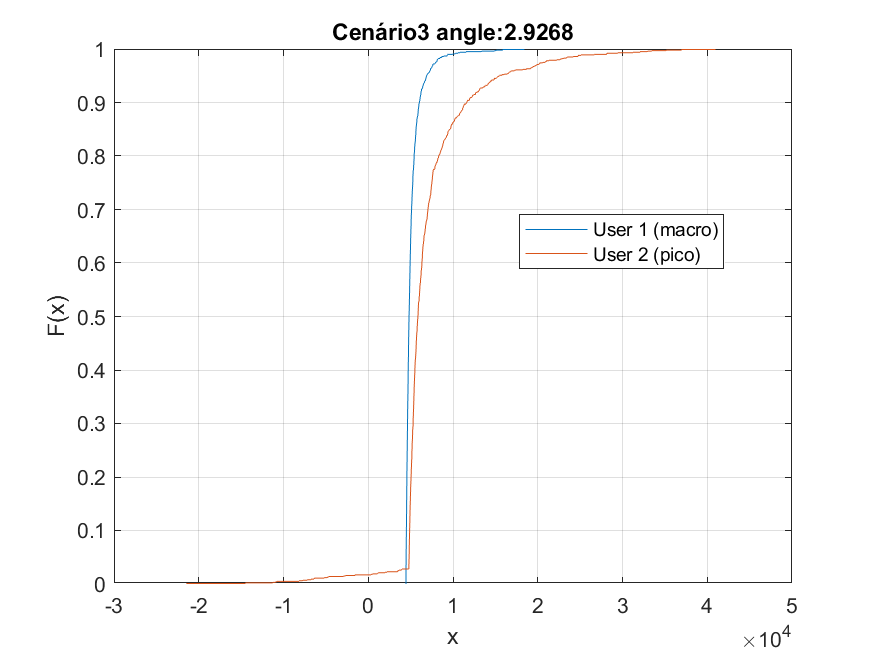 Cenário3 angle:2.9268
1
0.9
0.8
0.7
0.6
0.5
0.4
0.3
0.2
0.1
0
F(x)
User 1 (macro)
User 2 (pico)
-3 -2 -1 0 1 2 3 4 5
x
×10⁴